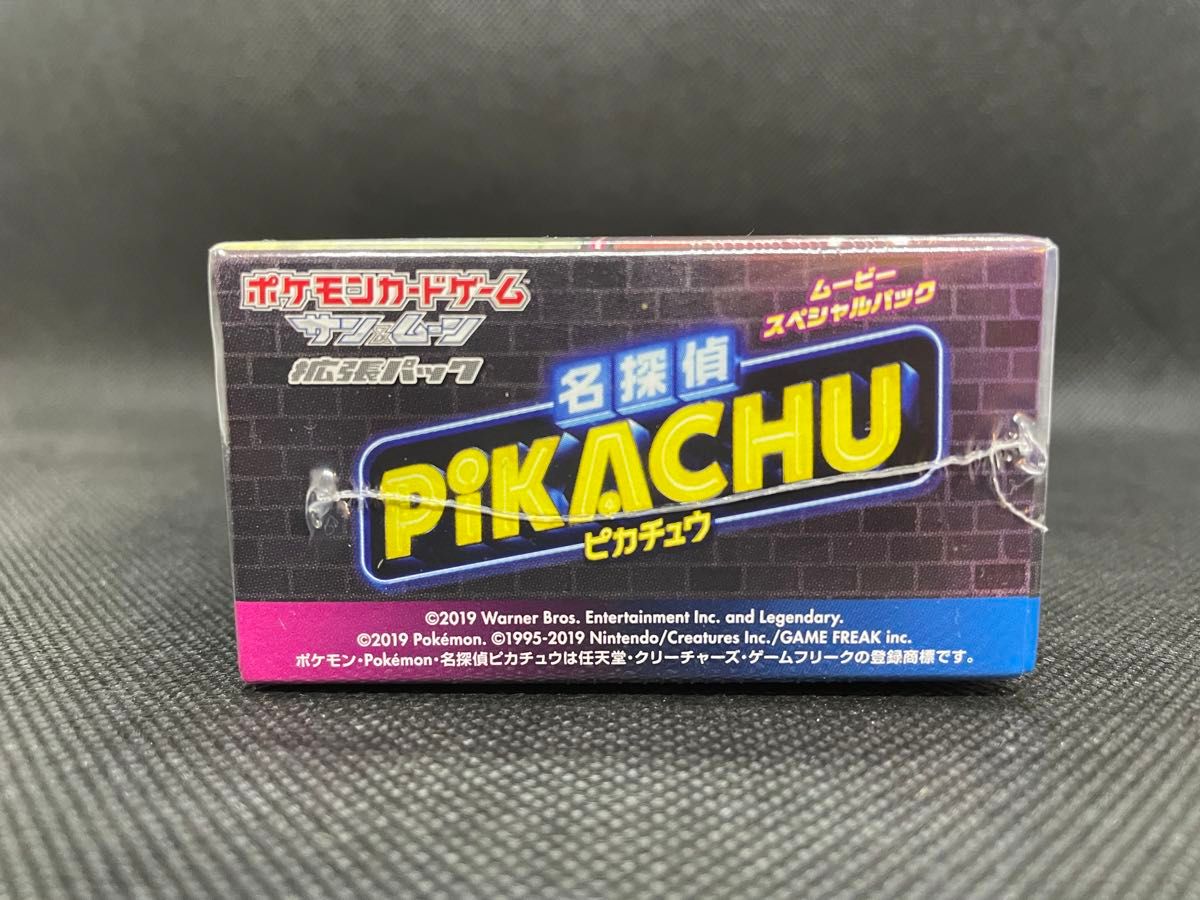 ポケモンカードゲーム
サン&ムーン
拡張パック
ムービー
スペシャルパック
名探偵
PiKACHU
ピカチュウ
©2019 Warner Bros. Entertainment Inc. and Legendary.
©2019 Pokémon. ©1995-2019 Nintendo/Creatures Inc./GAME FREAK inc.
ポケモン・Pokémon・名探偵ピカチュウは任天堂・クリーチャーズ・ゲームフリークの登録商標です。